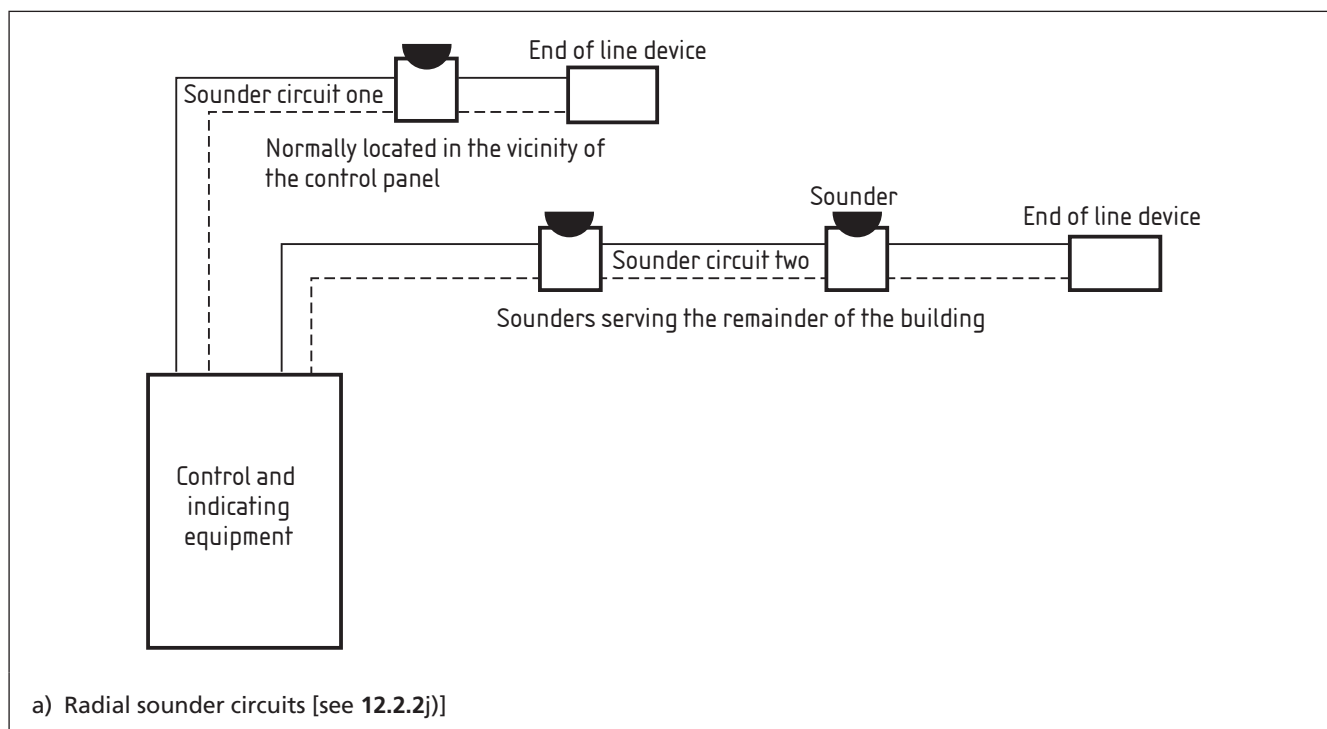 End of line device
Sounder circuit one
Normally located in the vicinity of
the control panel
Sounder
End of line device
Sounder circuit two
Sounders serving the remainder of the building
Control and
indicating
equipment
a) Radial sounder circuits [see 12.2.2j)]